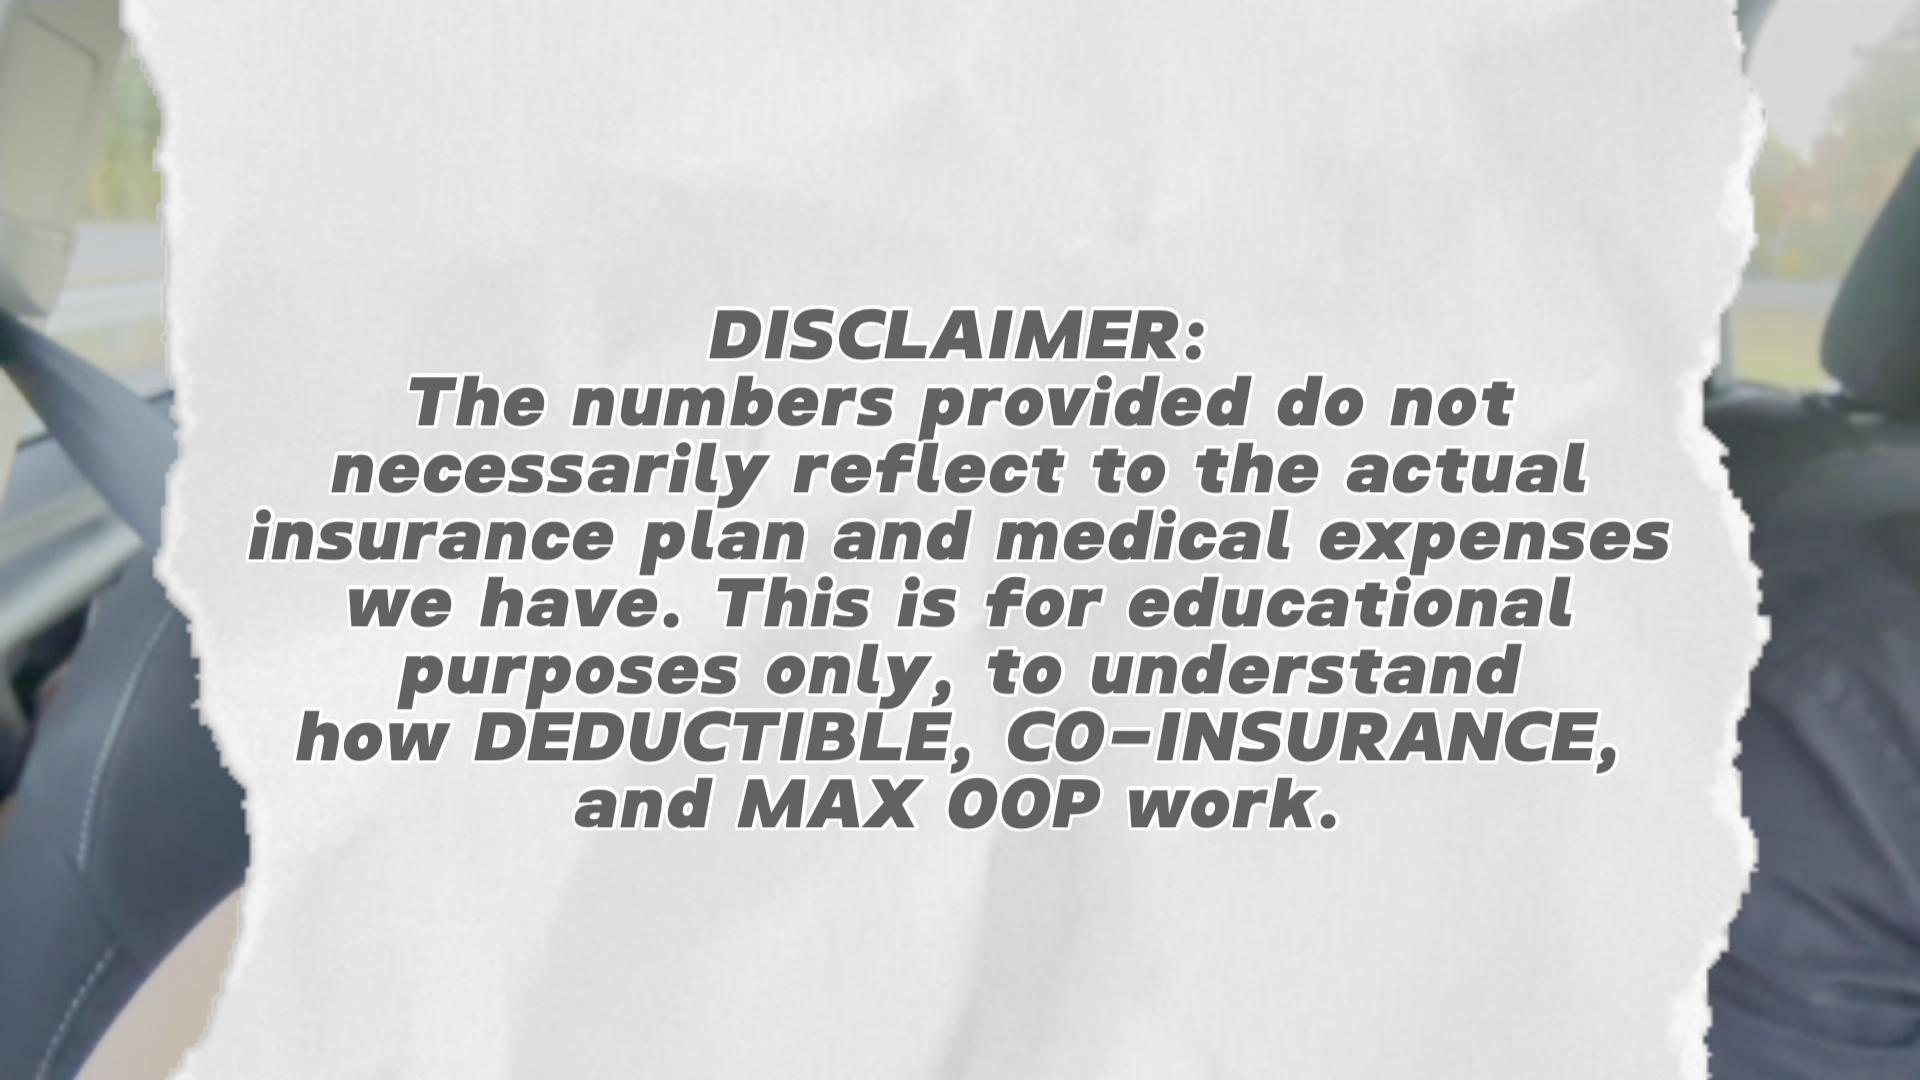 DISCLAIMER:
The numbers provided do not
necessarily reflect to the actual
insurance plan and medical expenses
we have. This is for educational
purposes only, to understand
how DEDUCTIBLE, CO-INSURANCE,
and MAX OOP work.